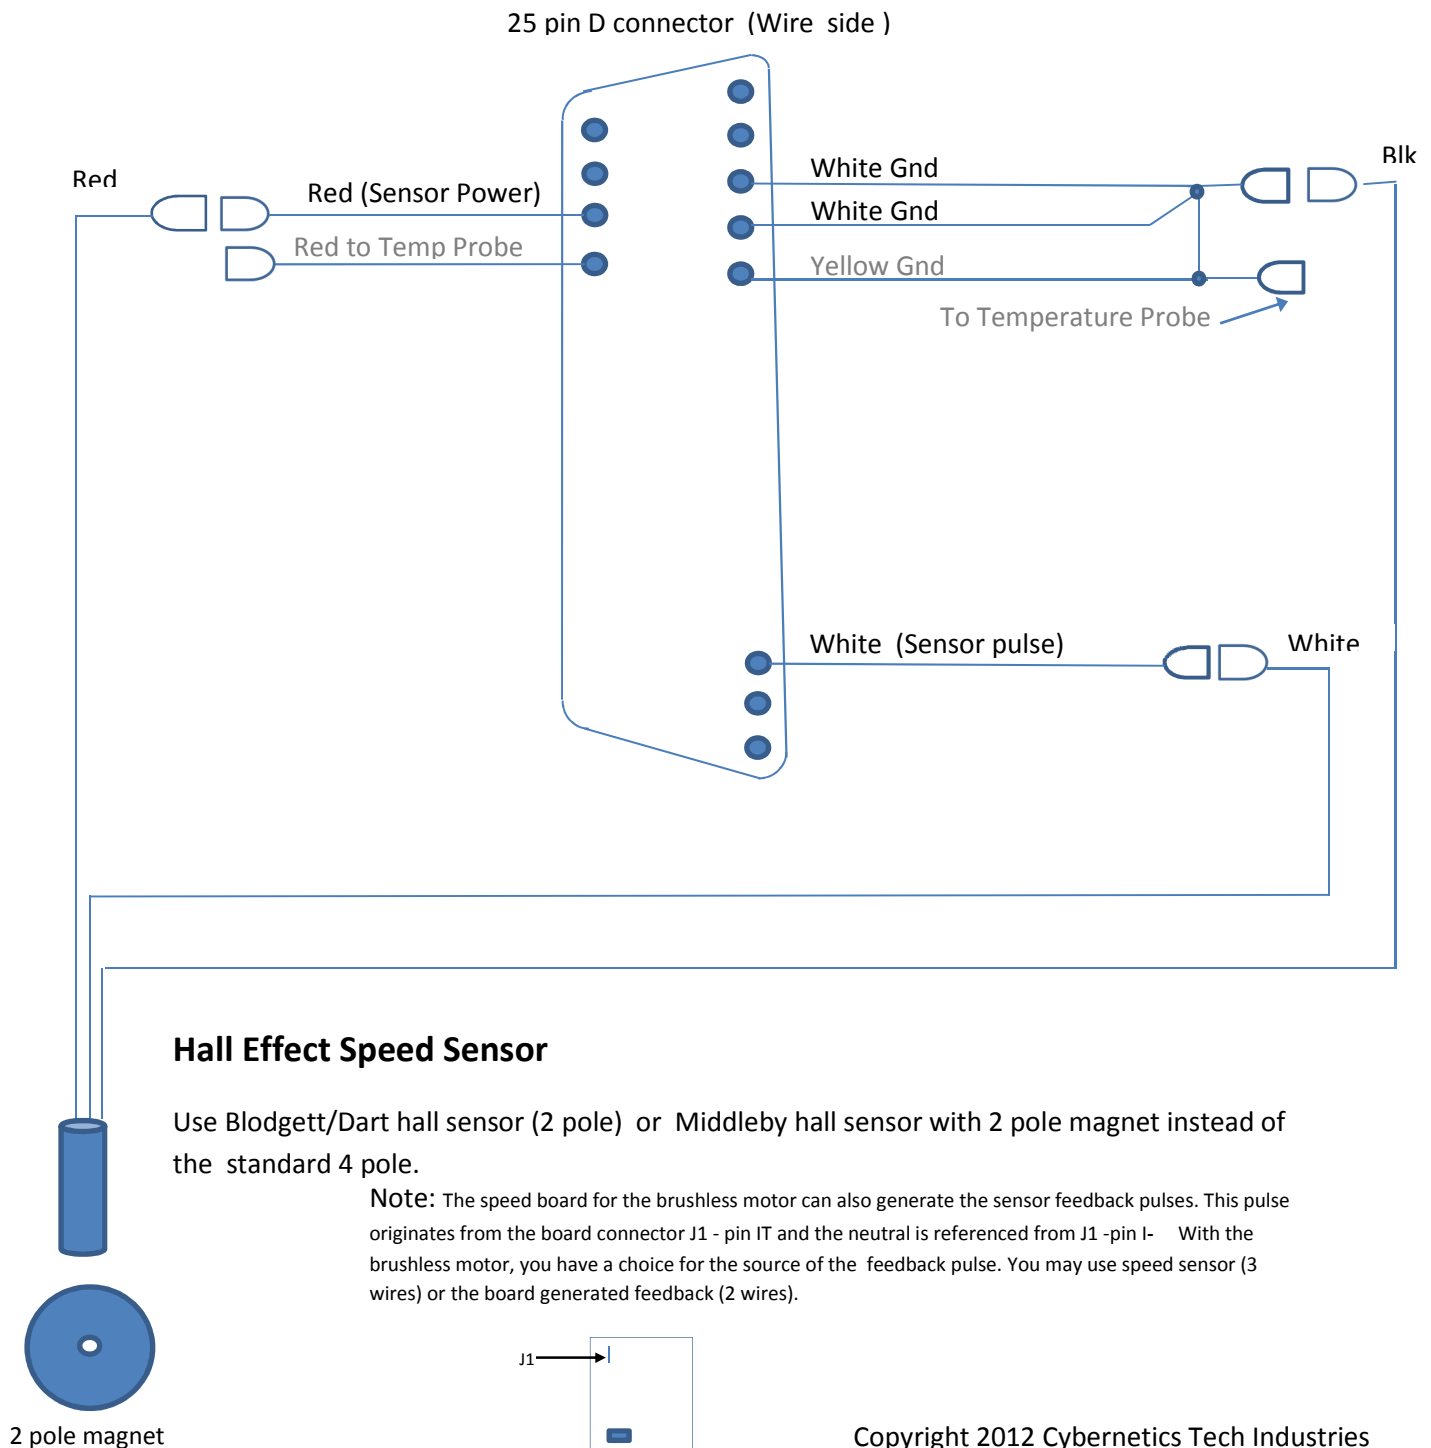 25 pin D connector (Wire side )
Blk
White Gnd
Red
Red (Sensor Power)
White Gnd
Red to Temp Probe
Yellow Gnd
To Temperature Probe
White (Sensor pulse)
White
Hall Effect Speed Sensor
Use Blodgett/Dart hall sensor (2 pole) or Middleby hall sensor with 2 pole magnet instead of
the standard 4 pole.
Note: The speed board for the brushless motor can also generate the sensor feedback pulses. This pulse
originates from the board connector J1 - pin IT and the neutral is referenced from J1 -pin I- With the
brushless motor, you have a choice for the source of the feedback pulse. You may use speed sensor (3
wires) or the board generated feedback (2 wires).
J1
2 pole magnet
Copyright 2012 Cybernetics Tech Industries